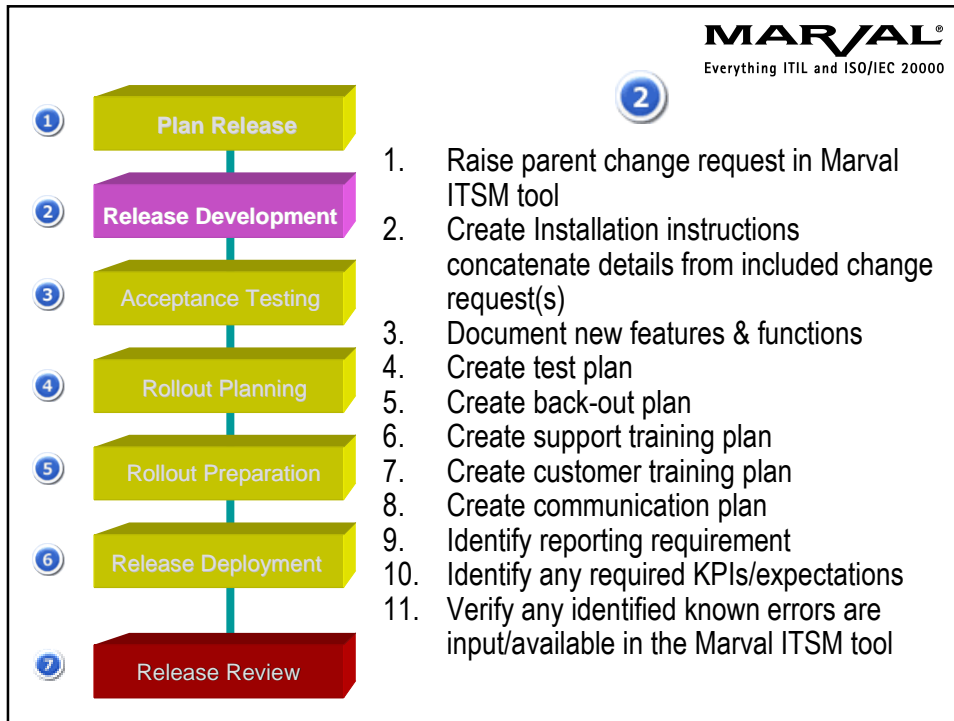 MARVAL®
Everything ITIL and ISO/IEC 20000
2
1 Plan Release
2 Release Development
3 Acceptance Testing
4 Rollout Planning
5 Rollout Preparation
6 Release Deployment
7 Release Review
1. Raise parent change request in Marval
ITSM tool
2. Create Installation instructions
concatenate details from included change
request(s)
3. Document new features & functions
4. Create test plan
5. Create back-out plan
6. Create support training plan
7. Create customer training plan
8. Create communication plan
9. Identify reporting requirement
10. Identify any required KPIs/expectations
11. Verify any identified known errors are
input/available in the Marval ITSM tool